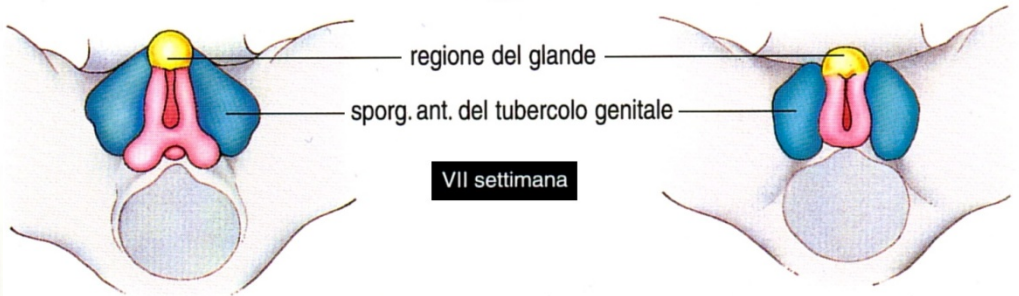 regione del glande
sporg. ant. del tubercolo genitale
VII settimana